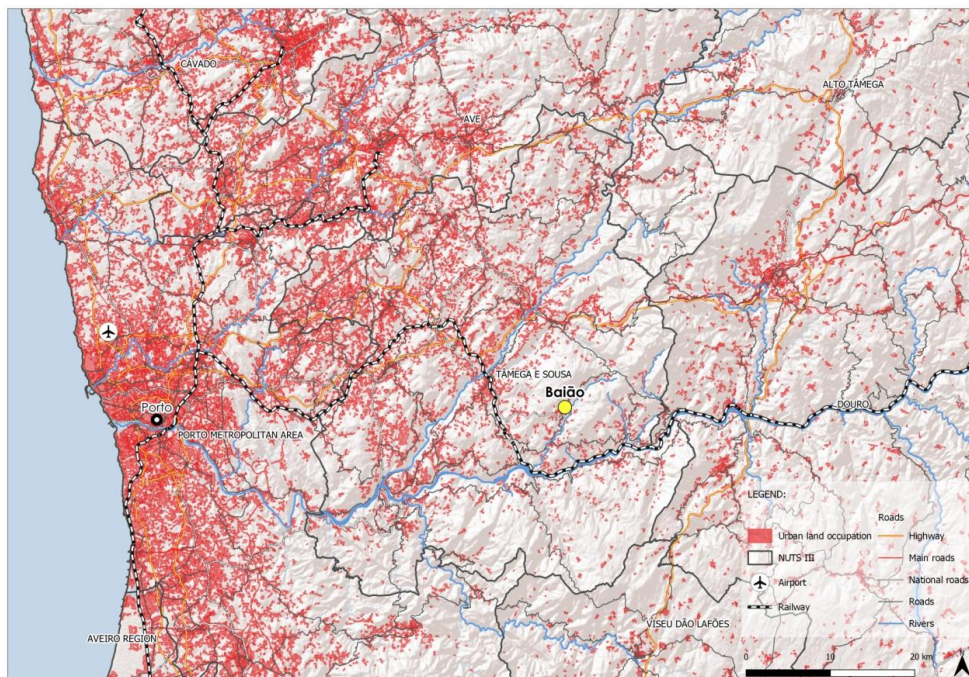 CÁVADO
ALTO TÂMEGA
AVE
TÂMEGA E SOUSA
Baião
Porto
DOURO
PORTO METROPOLITAN AREA
VISEU DÃO LAFÕES
AVEIRO REGION
LEGEND:
Urban land occupation
NUTS III
Airport
Railway
Roads
Highway
Main roads
National roads
Roads
Rivers
0 10 20 km
N